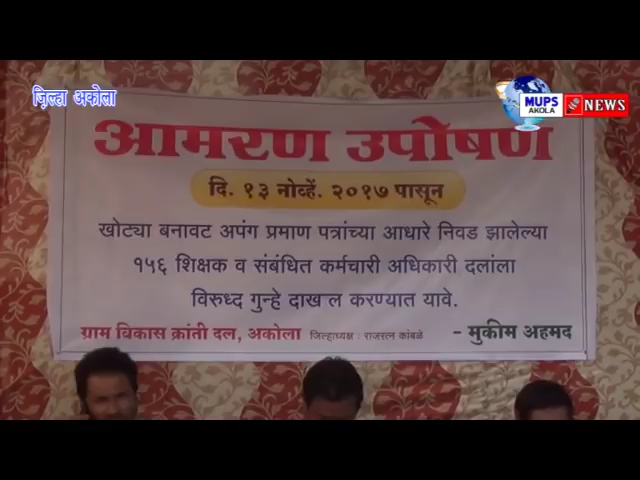 ज़िल्हा अकोला
MUPS
AKOLA
NEWS
आमरण उपोषण
दि. १३ नोव्हें. २०१७ पासून
खोट्या बनावट अपंग प्रमाण पत्रांच्या आधारे निवड झालेल्या
१५६ शिक्षक व संबंधित कर्मचारी अधिकारी दलांला
विरुध्द गुन्हे दाखल करण्यात यावे.
ग्राम विकास क्रांती दल, अकोला जिल्हाध्यक्ष : राजरत्न कांबळे - मुकीम अहमद